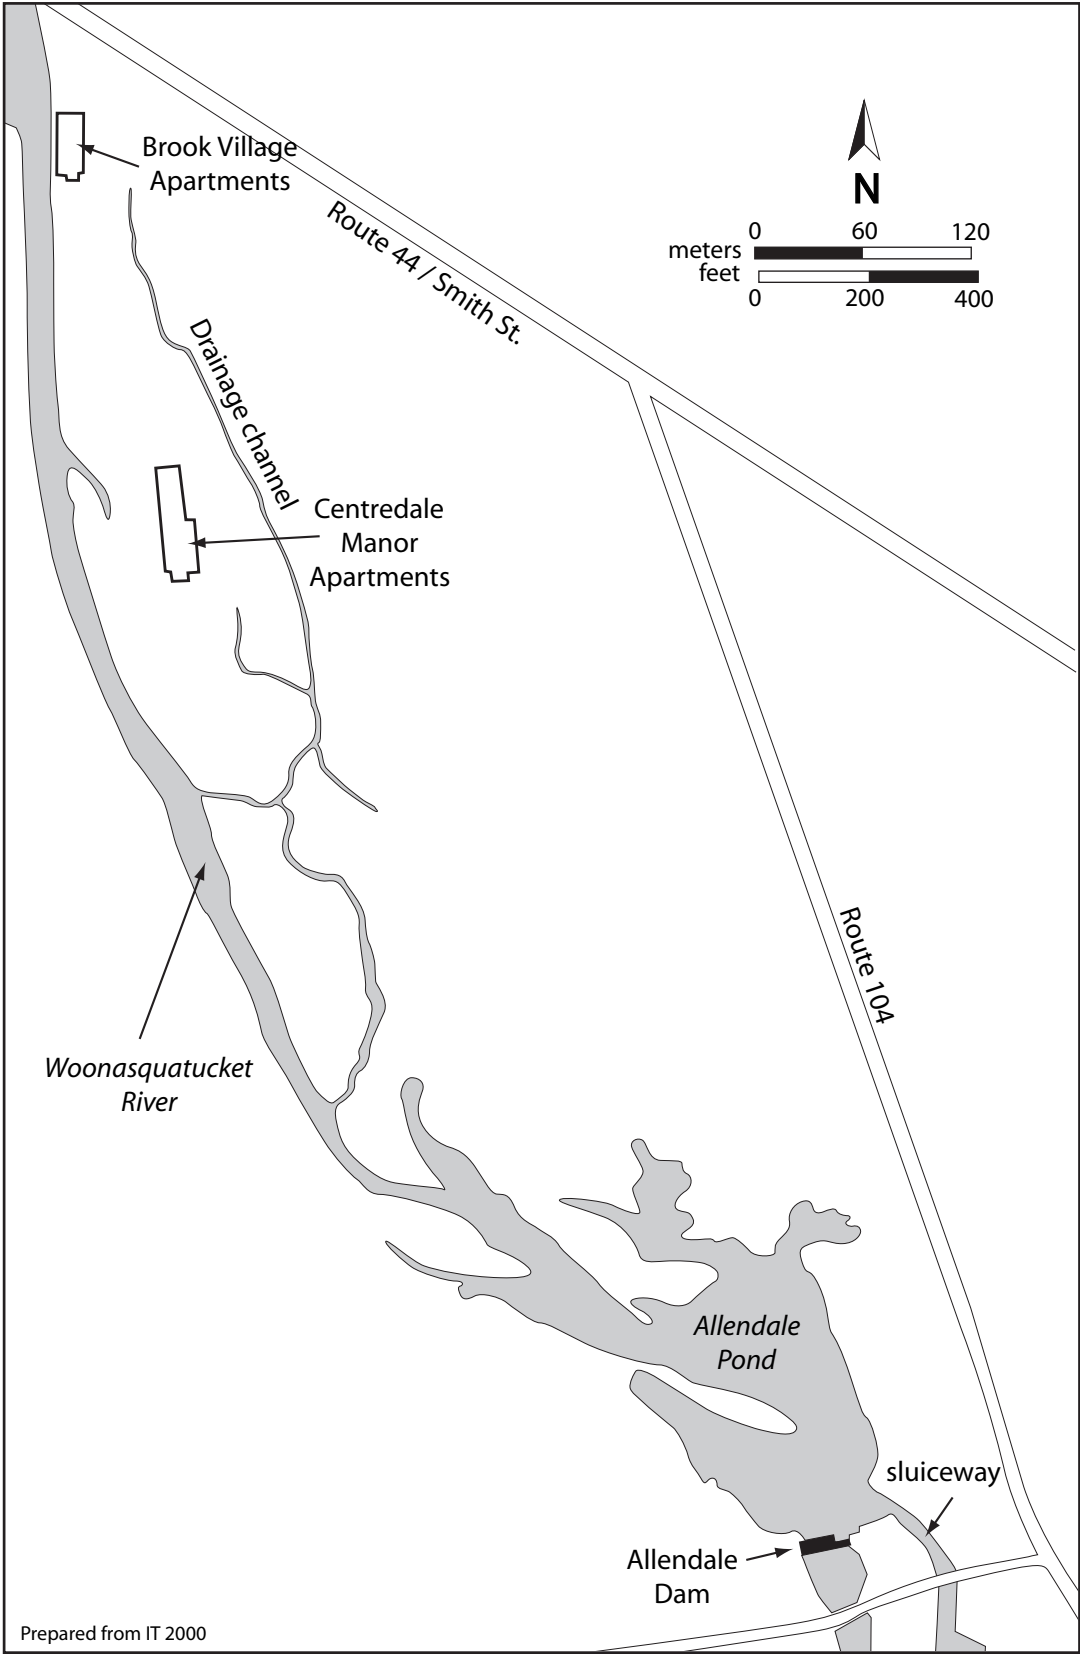 Brook Village
Apartments
Route 44 / Smith St.
N
0 60 120
meters
feet
0 200 400
Drainage channel
Centredale
Manor
Apartments
Route 104
Woonasquatucket
River
Allendale
Pond
sluiceway
Allendale
Dam
Prepared from IT 2000